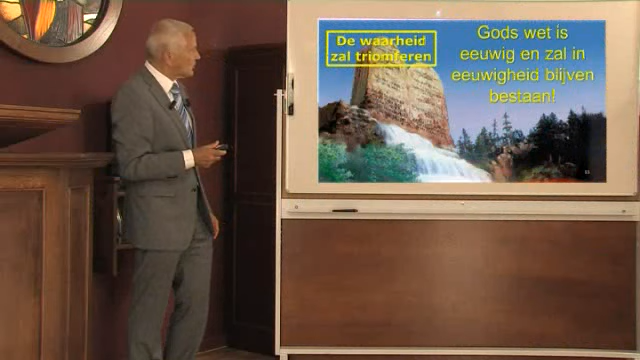 De waarheid
zal triomferen
Gods wet is
eeuwig en zal in
eeuwigheid blijven
bestaan!